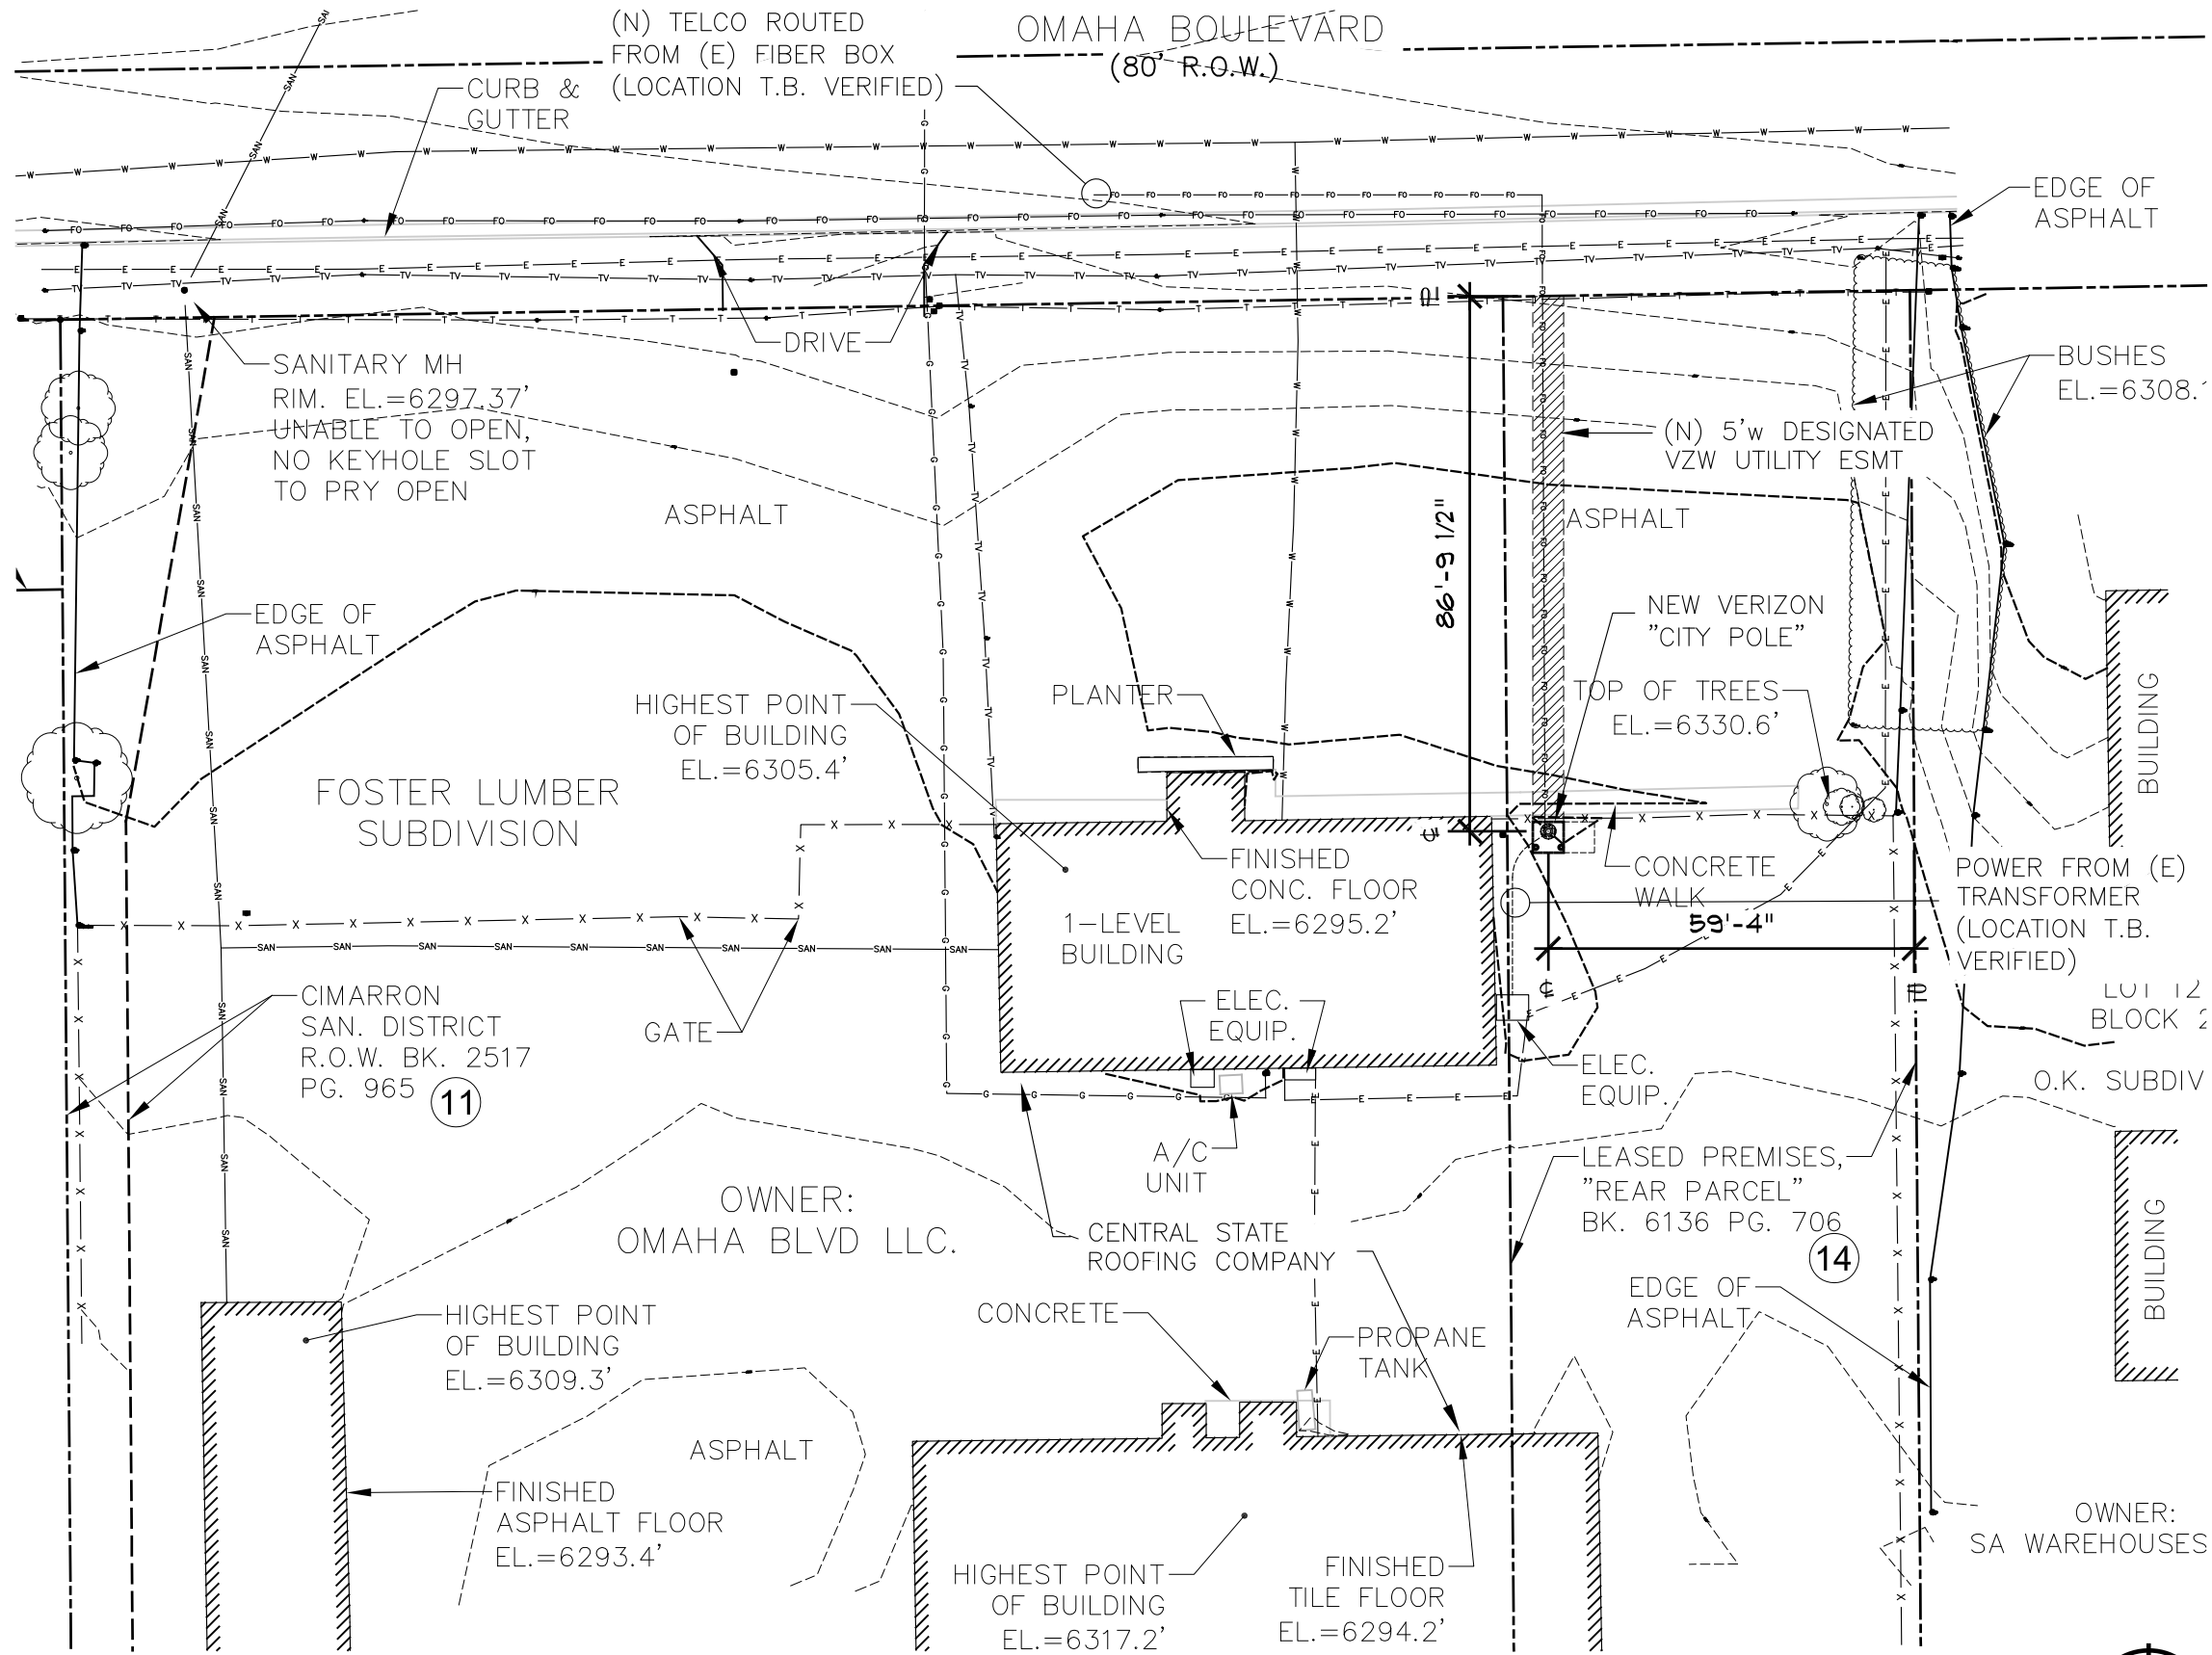 (N) TELCO ROUTED
FROM (E) FIBER BOX
(LOCATION T.B. VERIFIED)
OMAHA BOULEVARD
(80' R.O.W.)
CURB &
GUTTER
EDGE OF
ASPHALT
DRIVE
SANITARY MH
RIM. EL.=6297.37'
UNABLE TO OPEN,
NO KEYHOLE SLOT
TO PRY OPEN
BUSHES
EL.=6308.
(N) 5'w DESIGNATED
VZW UTILITY ESMT
ASPHALT
ASPHALT
86'-9 1/2"
EDGE OF
ASPHALT
NEW VERIZON
"CITY POLE"
HIGHEST POINT
OF BUILDING
EL.=6305.4'
PLANTER
TOP OF TREES
EL.=6330.6'
BUILDING
FOSTER LUMBER
SUBDIVISION
FINISHED
CONC. FLOOR
EL.=6295.2'
1-LEVEL
BUILDING
CONCRETE
WALK
59'-4"
POWER FROM (E)
TRANSFORMER
(LOCATION T.B.
VERIFIED)
LOT 12
BLOCK 2
CIMARRON
SAN. DISTRICT
R.O.W. BK. 2517
PG. 965
11
GATE
ELEC.
EQUIP.
ELEC.
EQUIP.
O.K. SUBDIV
A/C
UNIT
LEASED PREMISES,
"REAR PARCEL"
BK. 6136 PG. 706
14
OWNER:
OMAHA BLVD LLC.
CENTRAL STATE
ROOFING COMPANY
BUILDING
EDGE OF
ASPHALT
HIGHEST POINT
OF BUILDING
EL.=6309.3'
CONCRETE
PROPANE
TANK
ASPHALT
FINISHED
ASPHALT FLOOR
EL.=6293.4'
HIGHEST POINT
OF BUILDING
EL.=6317.2'
FINISHED
TILE FLOOR
EL.=6294.2'
OWNER:
SA WAREHOUSES